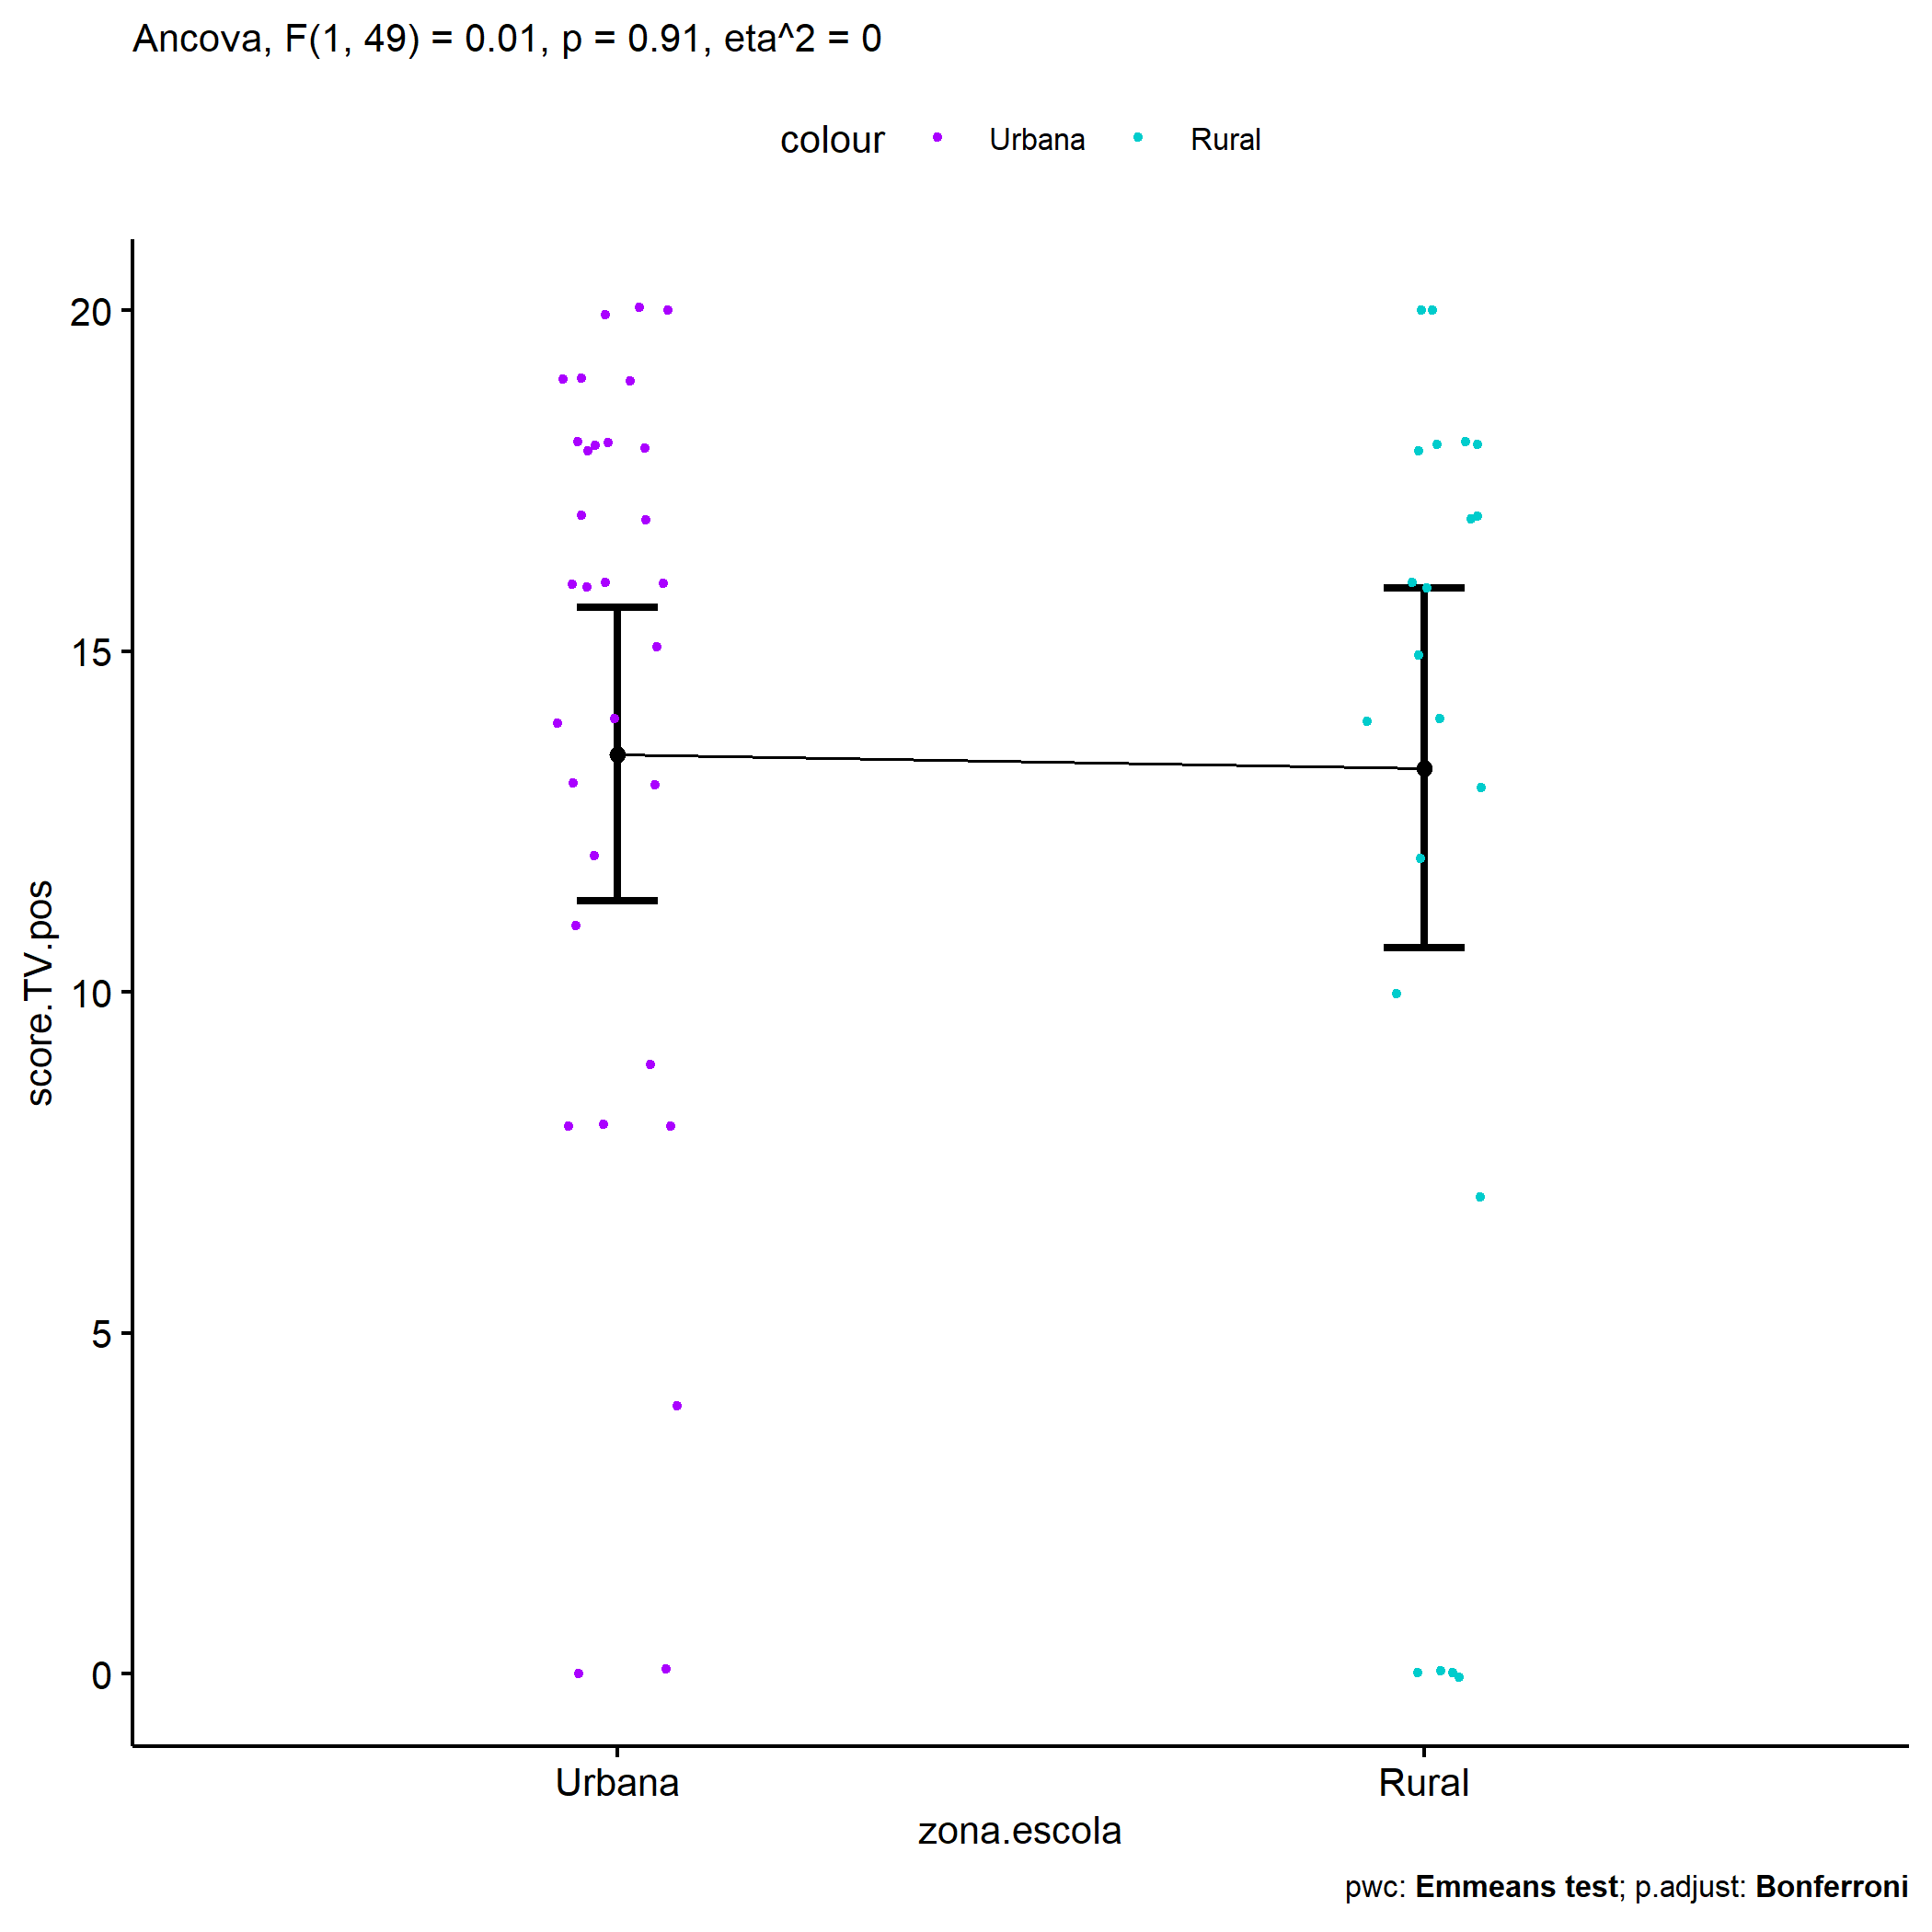 Ancova, F(1, 49) = 0.01, p = 0.91, eta^2 = 0
colour Urbana Rural
20
15
10
5
0
score.TV.pos
Urbana Rural
zona.escola
pwc: Emmeans test; p.adjust: Bonferroni